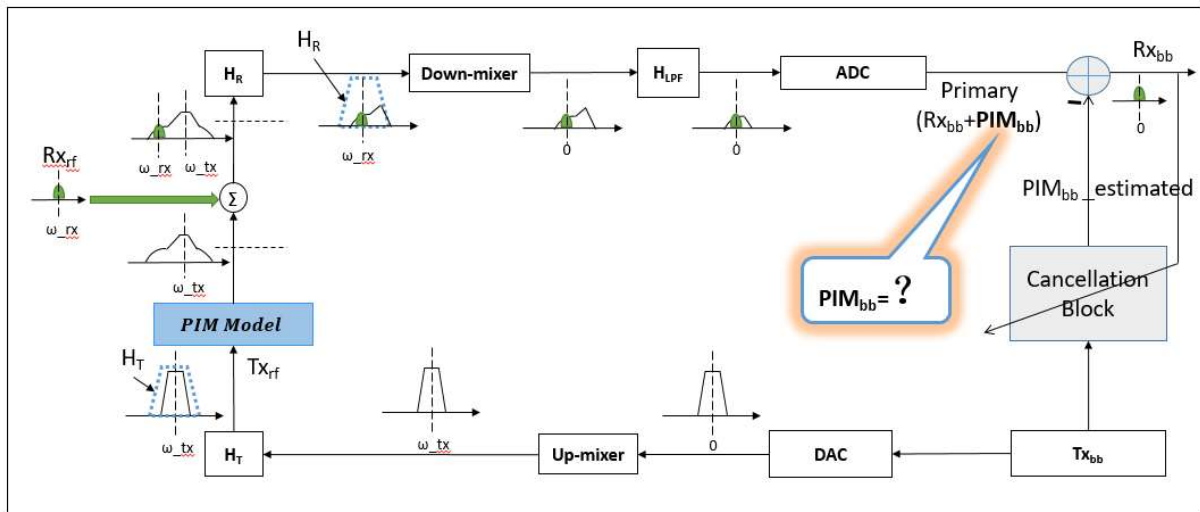 H_R
H_R
Down-mixer
H_LPF
ADC
Rx_bb
Primary
(Rx_bb+PIM_bb)
0
0
0
ω_rx
ω_rx ω_tx
Rx_rf
Σ
ω_rx
PIM_bb_estimated
ω_tx
Cancellation
Block
PIM_bb= ?
PIM Model
H_T
Tx_rf
ω_tx
ω_tx
0
H_T
Up-mixer
DAC
Tx_bb